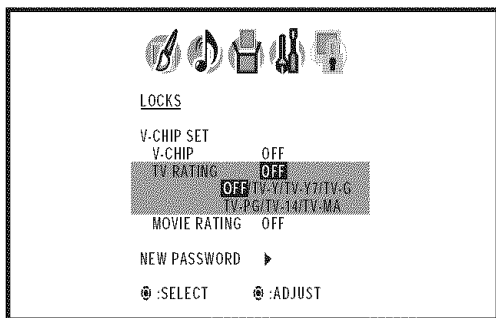 LOCKS
V-CHIP SET
V-CHIP OFF
TV RATING OFF
OFF/TV-Y/TV-Y7/TV-G
TV-PG/TV-14/TV-MA
MOVIE RATING OFF
NEW PASSWORD ▶
:SELECT :ADJUST